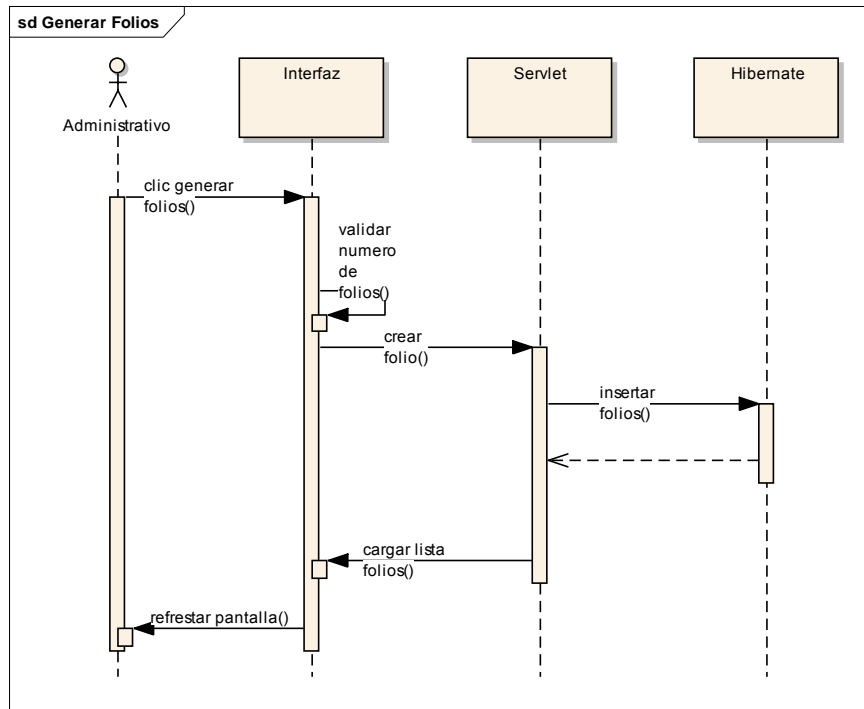 sd Generar Folios
Administrativo
Interfaz
Servlet
Hibernate
clic generar
folios()
validar
numero
de
folios()
crear
folio()
insertar
folios()
cargar lista
folios()
refrestar pantalla()